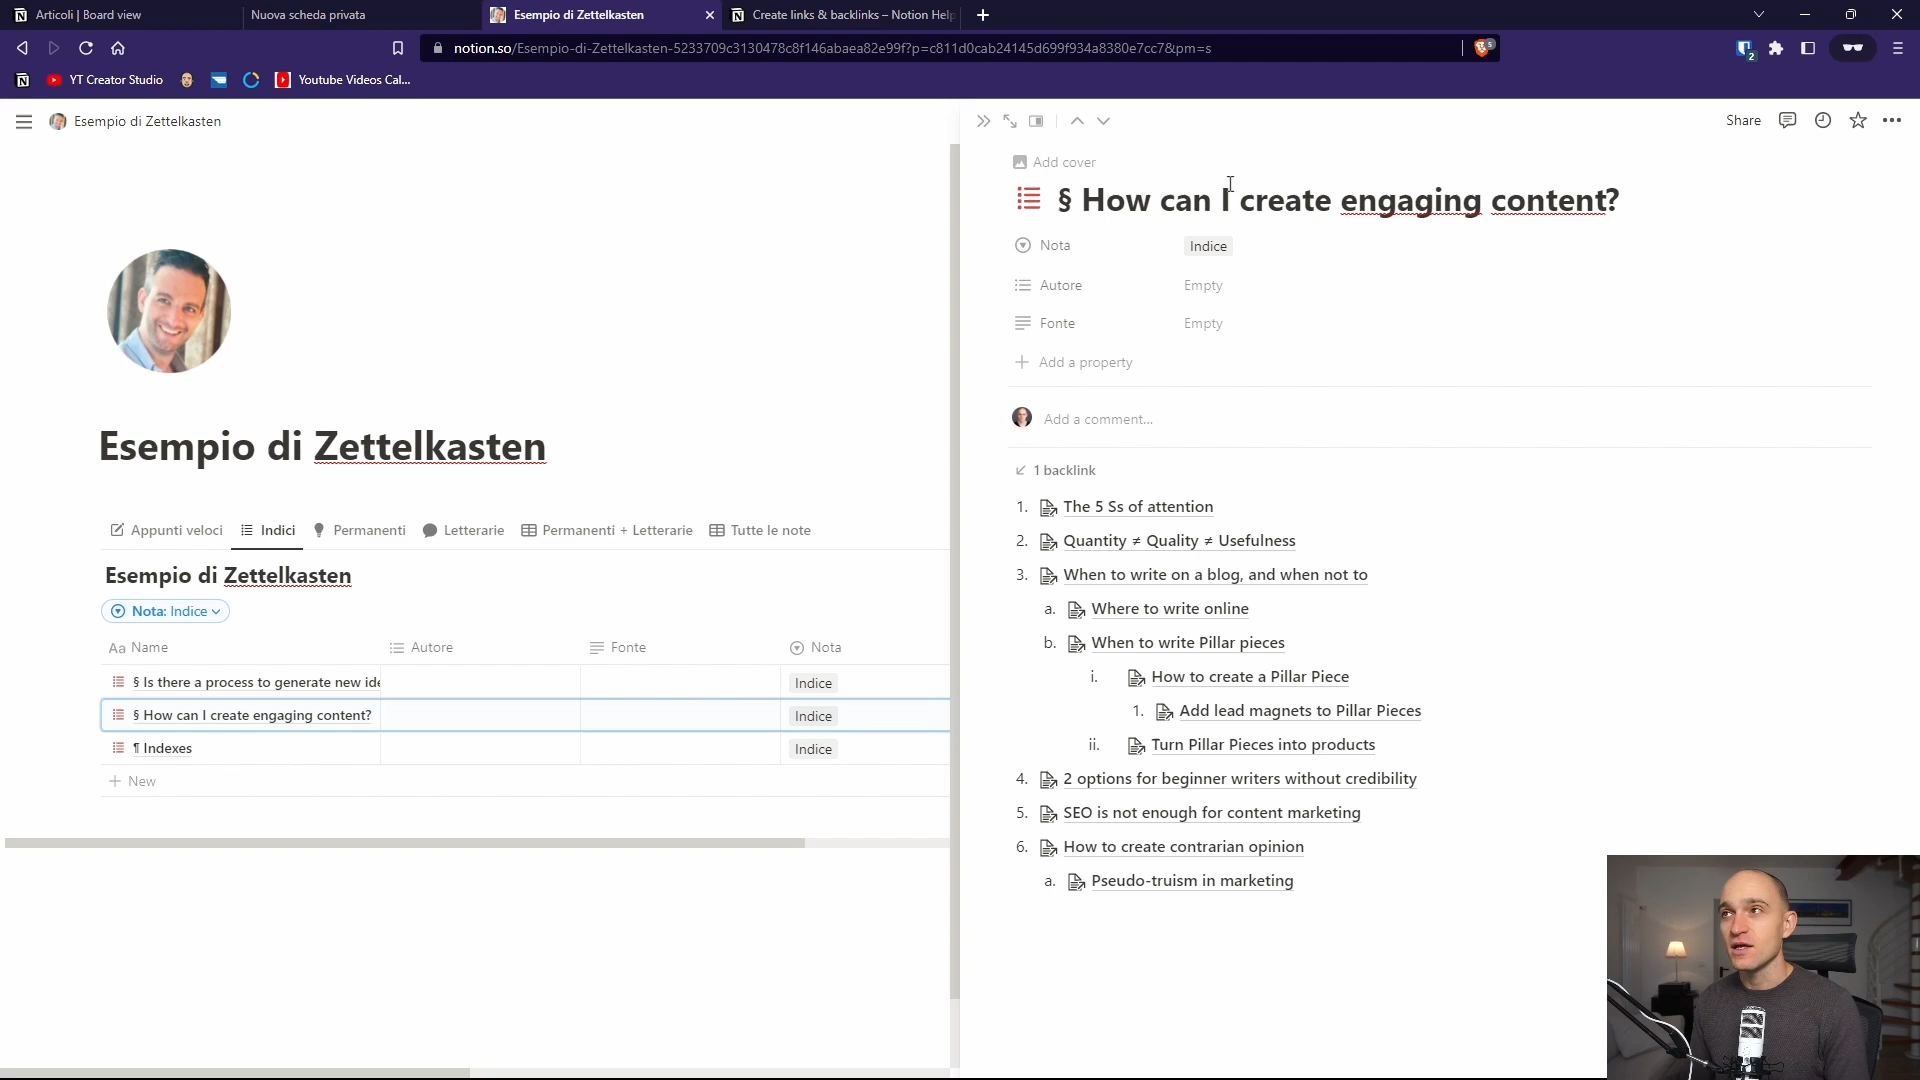 Articoli | Board view
Nuova scheda privata
Esempio di Zettelkasten
Create links & backlinks – Notion Help
notion.so/Esempio-di-Zettelkasten-5233709c3130478c8f146abaea82e99f?p=c811d0cab24145d699f934a8380e7cc7&pm=s
5
2
YT Creator Studio
Youtube Videos Cal...
Esempio di Zettelkasten
Share
Add cover
§ How can I create engaging content?
Nota
Indice
Autore
Empty
Fonte
Empty
Add a property
Add a comment...
1 backlink
1. The 5 Ss of attention
2. Quantity ≠ Quality ≠ Usefulness
3. When to write on a blog, and when not to
a. Where to write online
b. When to write Pillar pieces
i. How to create a Pillar Piece
1. Add lead magnets to Pillar Pieces
ii. Turn Pillar Pieces into products
4. 2 options for beginner writers without credibility
5. SEO is not enough for content marketing
6. How to create contrarian opinion
a. Pseudo-truism in marketing
Esempio di Zettelkasten
Appunti veloci
Indici
Permanenti
Letterarie
Permanenti + Letterarie
Tutte le note
Esempio di Zettelkasten
Nota: Indice
Aa Name
Autore
Fonte
Nota
§ Is there a process to generate new ide
Indice
§ How can I create engaging content?
Indice
¶ Indexes
Indice
+ New